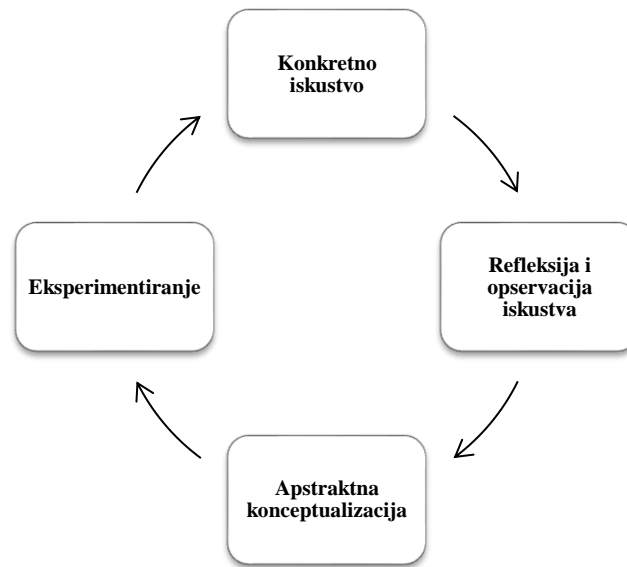 Konkretno
iskustvo
Refleksija i
opservacija
iskustva
Apstraktna
konceptualizacija
Eksperimentiranje